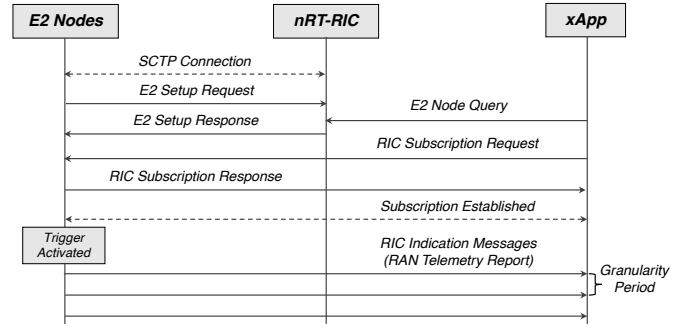 E2 Nodes
nRT-RIC
xApp
SCTP Connection
E2 Setup Request
E2 Node Query
E2 Setup Response
RIC Subscription Request
RIC Subscription Response
Subscription Established
Trigger
Activated
RIC Indication Messages
(RAN Telemetry Report)
Granularity
Period